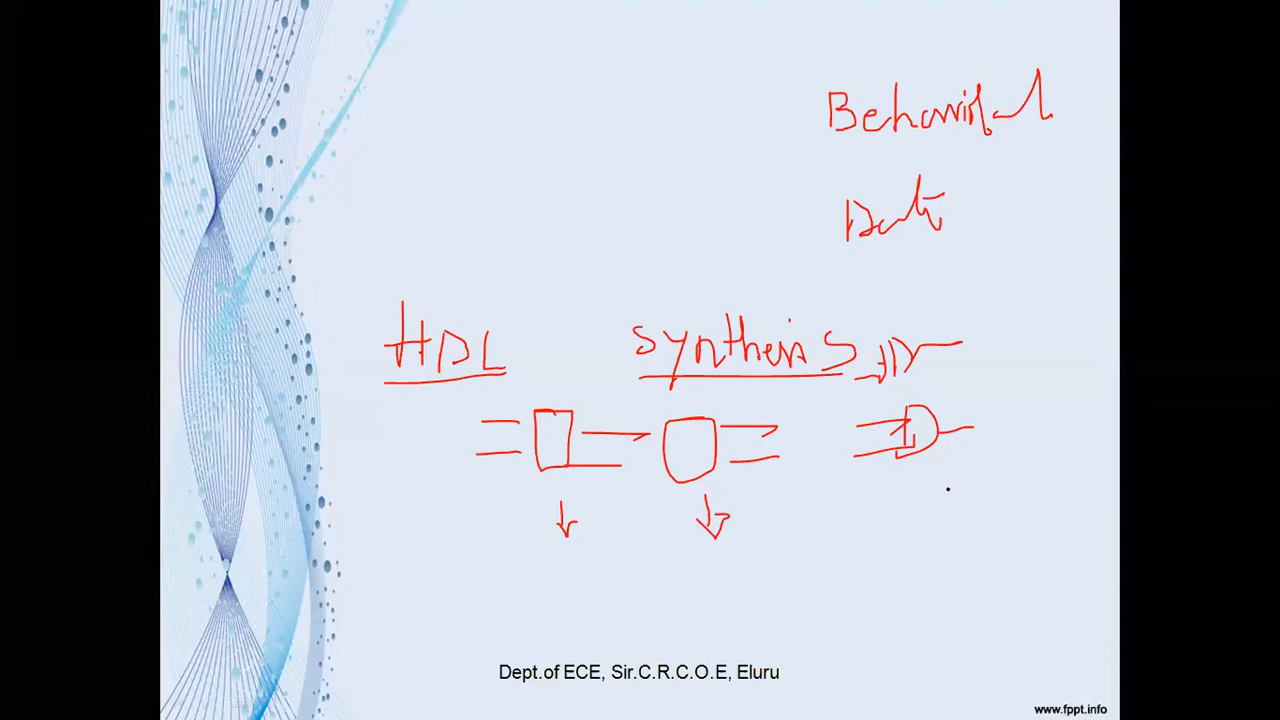 Behavioral
Data
HDL Synthesis
Dept.of ECE, Sir.C.R.C.O.E, Eluru
www.fppt.info